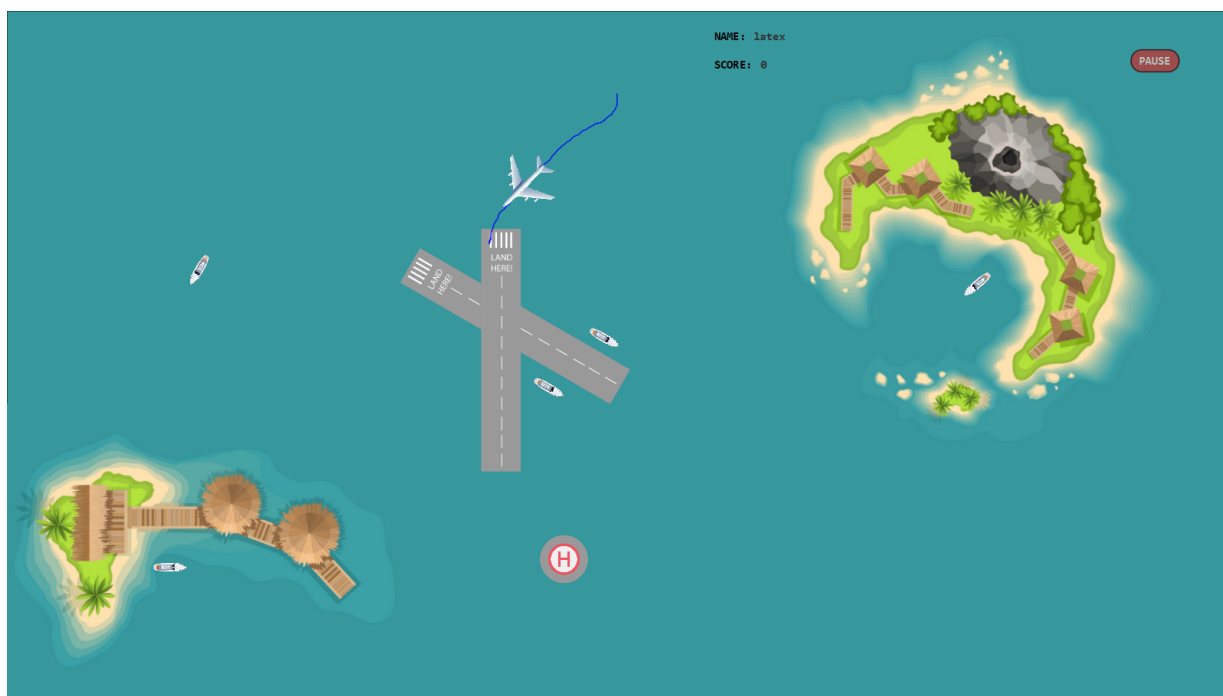 NAME: latex
SCORE: 0
PAUSE
LAND
HERE!
LAND
HERE!
H